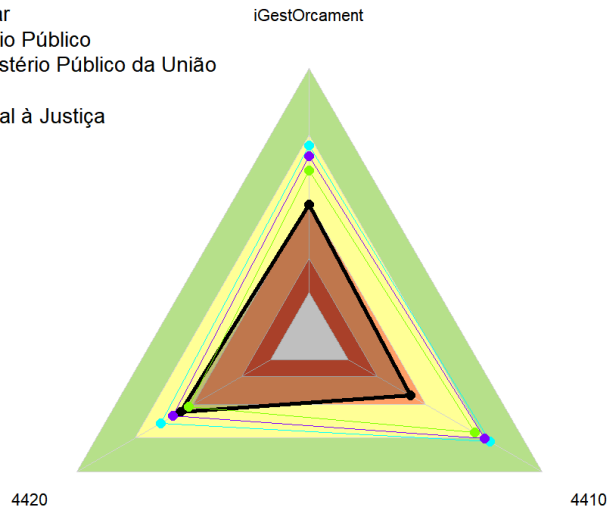 ar
iGestOrcament
io Público
stério Público da União
al à Justiça
4420
4410